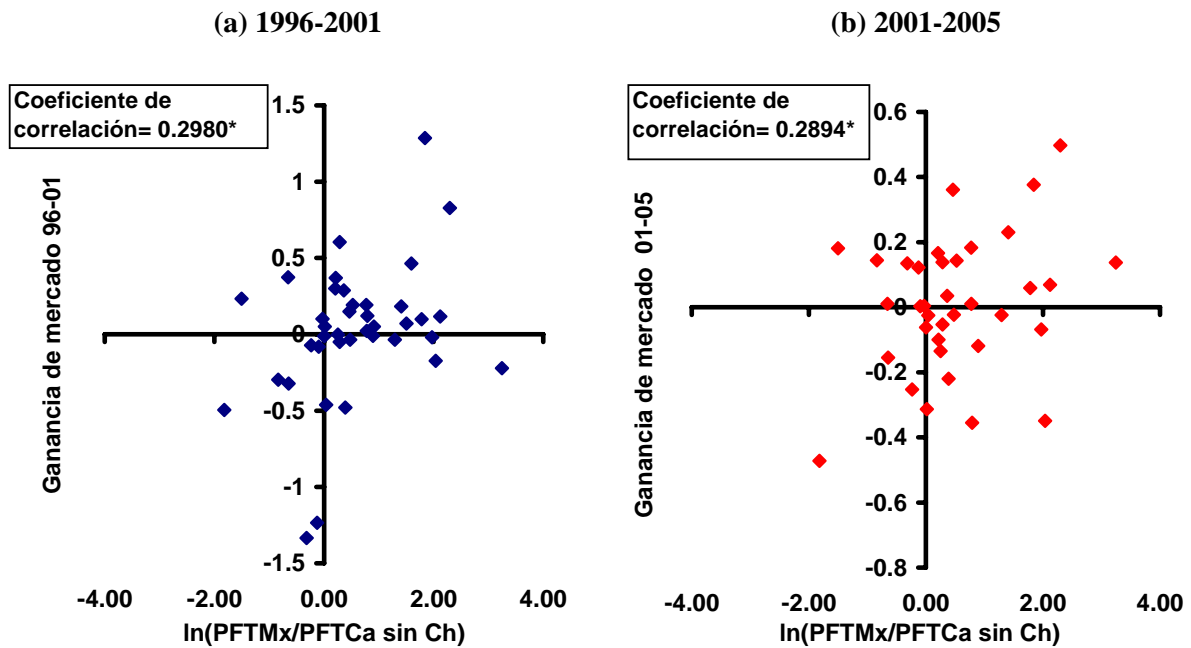 (a) 1996-2001
(b) 2001-2005
Coeficiente de
correlación= 0.2980*
Ganancia de mercado 96-01
1.5
1
0.5
0
-0.5
-1
-1.5
-4.00 -2.00 0.00 2.00 4.00
ln(PFTMx/PFTCa sin Ch)
Coeficiente de
correlación= 0.2894*
Ganancia de mercado 01-05
0.6
0.4
0.2
0
-0.2
-0.4
-0.6
-0.8
-4.00 -2.00 0.00 2.00 4.00
ln(PFTMx/PFTCa sin Ch)